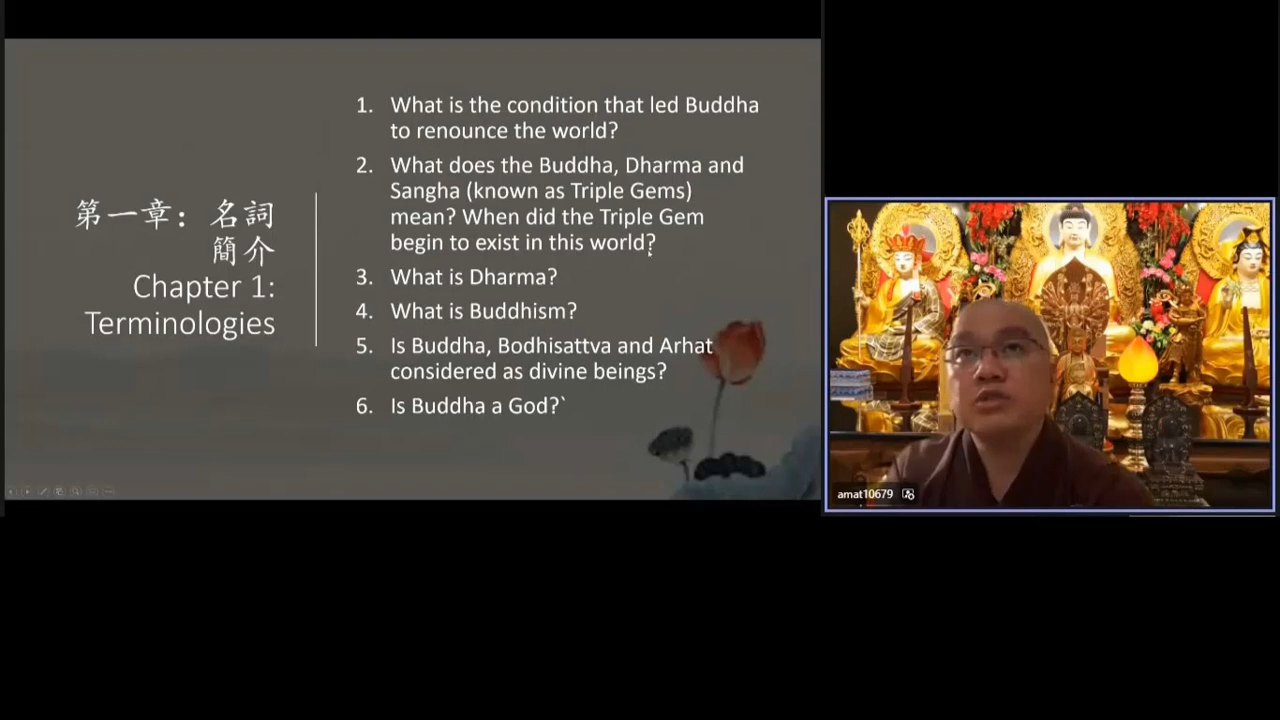 第一章：名詞
簡介
Chapter 1:
Terminologies
1. What is the condition that led Buddha
to renounce the world?
2. What does the Buddha, Dharma and
Sangha (known as Triple Gems)
mean? When did the Triple Gem
begin to exist in this world?
3. What is Dharma?
4. What is Buddhism?
5. Is Buddha, Bodhisattva and Arhat
considered as divine beings?
6. Is Buddha a God?`
amat10679